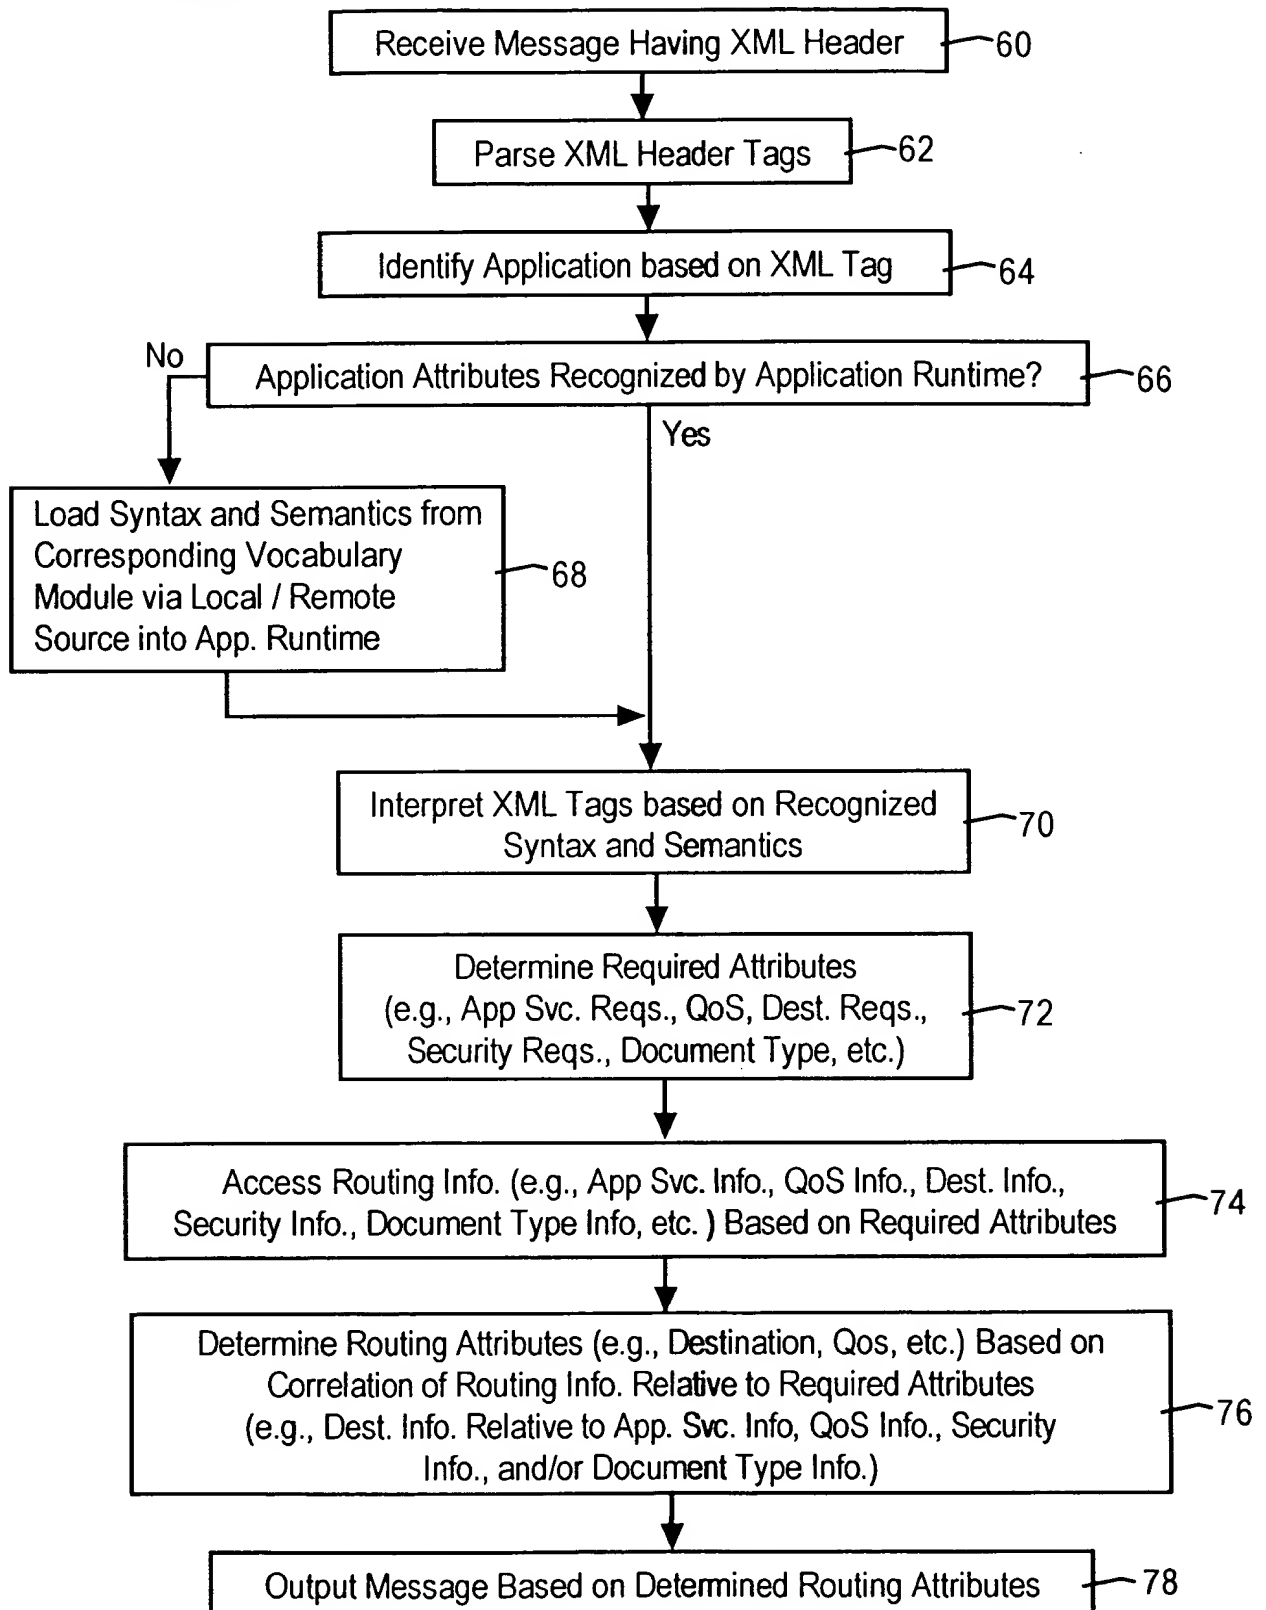 Receive Message Having XML Header
60
Parse XML Header Tags
62
Identify Application based on XML Tag
64
No
Application Attributes Recognized by Application Runtime?
66
Yes
Load Syntax and Semantics from
Corresponding Vocabulary
Module via Local / Remote
Source into App. Runtime
68
Interpret XML Tags based on Recognized
Syntax and Semantics
70
Determine Required Attributes
(e.g., App Svc. Reqs., QoS, Dest. Reqs.,
Security Reqs., Document Type, etc.)
72
Access Routing Info. (e.g., App Svc. Info., QoS Info., Dest. Info.,
Security Info., Document Type Info, etc. ) Based on Required Attributes
74
Determine Routing Attributes (e.g., Destination, Qos, etc.) Based on
Correlation of Routing Info. Relative to Required Attributes
(e.g., Dest. Info. Relative to App. Svc. Info, QoS Info., Security
Info., and/or Document Type Info.)
76
Output Message Based on Determined Routing Attributes
78